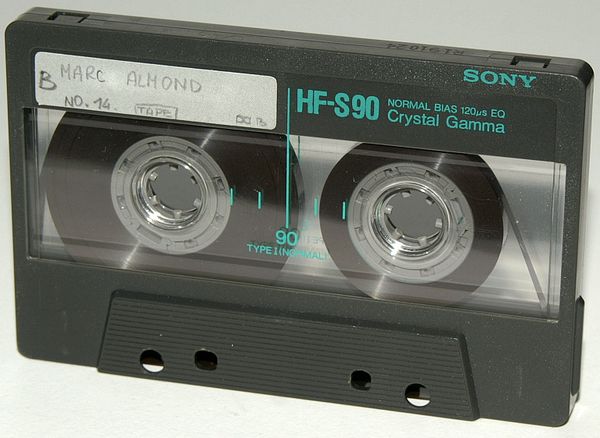 SONY
B MARC ALMOND
NO. 14. TAPE
HF-S90 NORMAL BIAS 120µs EQ
Crystal Gamma
90
TYPE I (NORMAL)